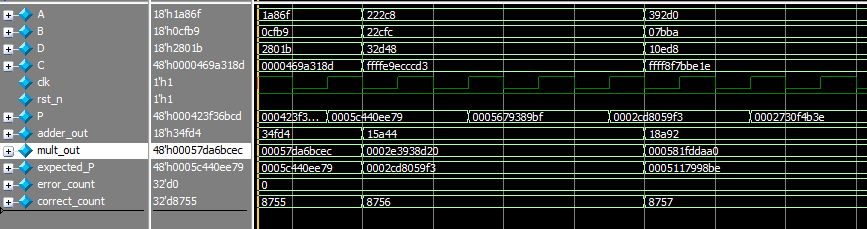 A 18'h1a86f 1a86f 222c8 392d0
B 18'h0cfb9 0cfb9 22cfc 07bba
D 18'h2801b 2801b 32d48 10ed8
C 48'h0000469a318d 0000469a318d ffffe9ecccd3 ffff8f7bbe1e
clk 1'h1
rst_n 1'h1
P 48'h000423f36bcd 000423f3... 0005c440ee79 0005679389bf 0002cd8059f3 0002730f4b3e
adder_out 18'h34fd4 34fd4 15a44 18a92
mult_out 48'h00057da6bcec 00057da6bcec 0002e3938d20 000581fddaa0
expected_P 48'h0005c440ee79 0005c440ee79 0002cd8059f3 0005117998be
error_count 32'd0 0
correct_count 32'd8755 8755 8756 8757